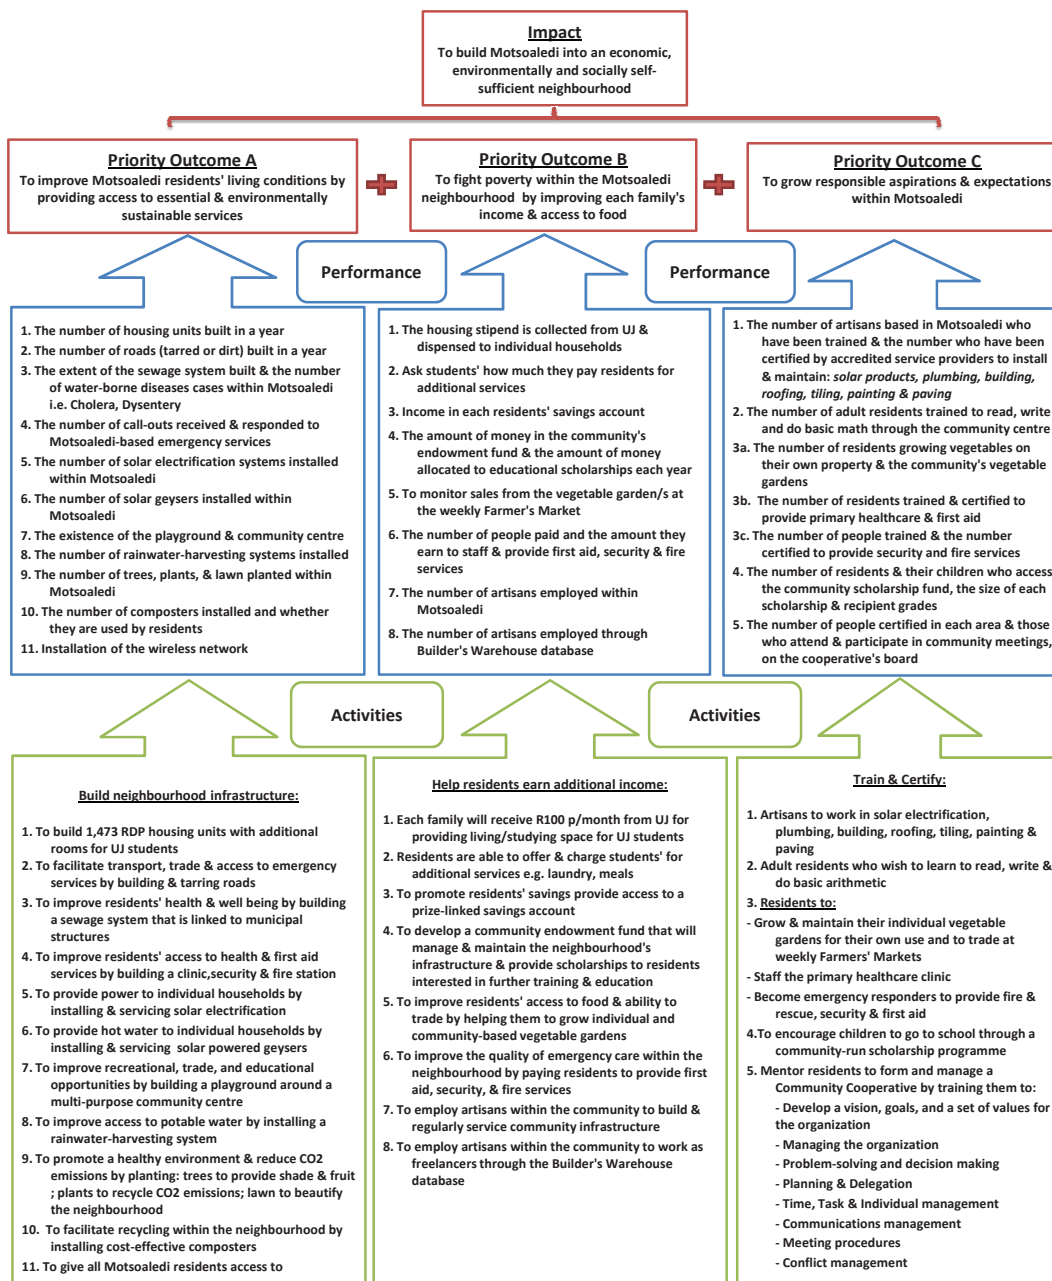 Impact
To build Motsoaledi into an economic,
environmentally and socially self-
sufficient neighbourhood
Priority Outcome A
To improve Motsoaledi residents' living conditions by
providing access to essential & environmentally
sustainable services
Priority Outcome B
To fight poverty within the Motsoaledi
neighbourhood by improving each family's
income & access to food
Priority Outcome C
To grow responsible aspirations & expectations
within Motsoaledi
Performance
Performance
1. The number of housing units built in a year
2. The number of roads (tarred or dirt) built in a year
3. The extent of the sewage system built & the number
of water-borne diseases cases within Motsoaledi
i.e. Cholera, Dysentery
4. The number of call-outs received & responded to
Motsoaledi-based emergency services
5. The number of solar electrification systems installed
within Motsoaledi
6. The number of solar geysers installed within
Motsoaledi
7. The existence of the playground & community centre
8. The number of rainwater-harvesting systems installed
9. The number of trees, plants, & lawn planted within
Motsoaledi
10. The number of composters installed and whether
they are used by residents
11. Installation of the wireless network
1. The housing stipend is collected from UJ &
dispensed to individual households
2. Ask students' how much they pay residents for
additional services
3. Income in each residents' savings account
4. The amount of money in the community's
endowment fund & the amount of money
allocated to educational scholarships each year
5. To monitor sales from the vegetable garden/s at
the weekly Farmer's Market
6. The number of people paid and the amount they
earn to staff & provide first aid, security & fire
services
7. The number of artisans employed within
Motsoaledi
8. The number of artisans employed through
Builder's Warehouse database
1. The number of artisans based in Motsoaledi who
have been trained & the number who have been
certified by accredited service providers to install
& maintain: solar products, plumbing, building,
roofing, tiling, painting & paving
2. The number of adult residents trained to read, write
and do basic math through the community centre
3a. The number of residents growing vegetables on
their own property & the community's vegetable
gardens
3b. The number of residents trained & certified to
provide primary healthcare & first aid
3c. The number of people trained & the number
certified to provide security and fire services
4. The number of residents & their children who access
the community scholarship fund, the size of each
scholarship & recipient grades
5. The number of people certified in each area & those
who attend & participate in community meetings,
on the cooperative's board
Activities
Activities
Build neighbourhood infrastructure:
1. To build 1,473 RDP housing units with additional
rooms for UJ students
2. To facilitate transport, trade & access to emergency
services by building & tarring roads
3. To improve residents' health & well being by building
a sewage system that is linked to municipal
structures
4. To improve residents' access to health & first aid
services by building a clinic,security & fire station
5. To provide power to individual households by
installing & servicing solar electrification
6. To provide hot water to individual households by
installing & servicing solar powered geysers
7. To improve recreational, trade, and educational
opportunities by building a playground around a
multi-purpose community centre
8. To improve access to potable water by installing a
rainwater-harvesting system
9. To promote a healthy environment & reduce CO2
emissions by planting: trees to provide shade & fruit
; plants to recycle CO2 emissions; lawn to beautify
the neighbourhood
10. To facilitate recycling within the neighbourhood by
installing cost-effective composters
11. To give all Motsoaledi residents access to
Help residents earn additional income:
1. Each family will receive R100 p/month from UJ for
providing living/studying space for UJ students
2. Residents are able to offer & charge students' for
additional services e.g. laundry, meals
3. To promote residents' savings provide access to a
prize-linked savings account
4. To develop a community endowment fund that will
manage & maintain the neighbourhood's
infrastructure & provide scholarships to residents
interested in further training & education
5. To improve residents' access to food & ability to
trade by helping them to grow individual and
community-based vegetable gardens
6. To improve the quality of emergency care within the
neighbourhood by paying residents to provide first
aid, security, & fire services
7. To employ artisans within the community to build &
regularly service community infrastructure
8. To employ artisans within the community to work as
freelancers through the Builder's Warehouse
database
Train & Certify:
1. Artisans to work in solar electrification,
plumbing, building, roofing, tiling, painting &
paving
2. Adult residents who wish to learn to read, write &
do basic arithmetic
3. Residents to:
- Grow & maintain their individual vegetable
gardens for their own use and to trade at
weekly Farmers' Markets
- Staff the primary healthcare clinic
- Become emergency responders to provide fire &
rescue, security & first aid
4.To encourage children to go to school through a
community-run scholarship programme
5. Mentor residents to form and manage a
Community Cooperative by training them to:
- Develop a vision, goals, and a set of values for
the organization
- Managing the organization
- Problem-solving and decision making
- Planning & Delegation
- Time, Task & Individual management
- Communications management
- Meeting procedures
- Conflict management